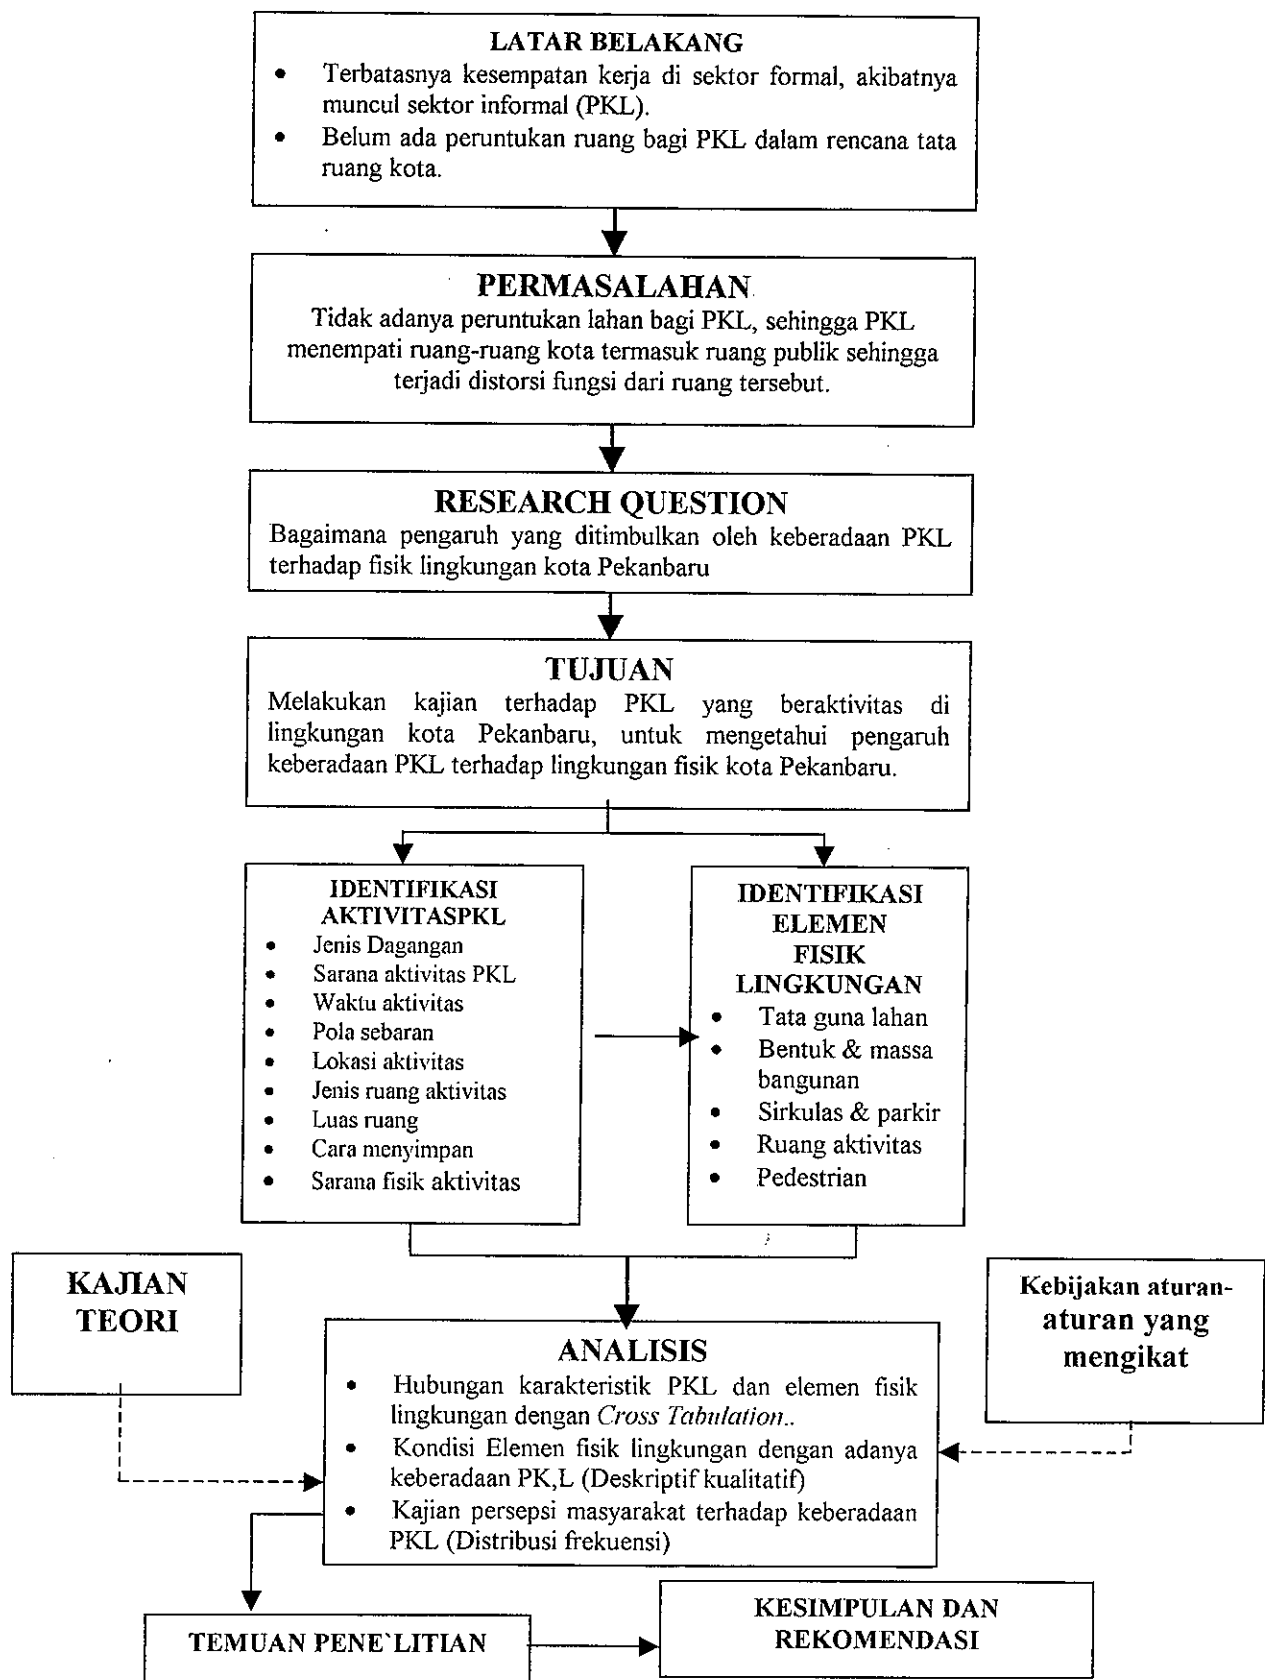 LATAR BELAKANG
• Terbatasnya kesempatan kerja di sektor formal, akibatnya
muncul sektor informal (PKL).
• Belum ada peruntukan ruang bagi PKL dalam rencana tata
ruang kota.
PERMASALAHAN
Tidak adanya peruntukan lahan bagi PKL, sehingga PKL
menempati ruang-ruang kota termasuk ruang publik sehingga
terjadi distorsi fungsi dari ruang tersebut.
RESEARCH QUESTION
Bagaimana pengaruh yang ditimbulkan oleh keberadaan PKL
terhadap fisik lingkungan kota Pekanbaru
TUJUAN
Melakukan kajian terhadap PKL yang beraktivitas di
lingkungan kota Pekanbaru, untuk mengetahui pengaruh
keberadaan PKL terhadap lingkungan fisik kota Pekanbaru.
IDENTIFIKASI
AKTIVITASPKL
• Jenis Dagangan
• Sarana aktivitas PKL
• Waktu aktivitas
• Pola sebaran
• Lokasi aktivitas
• Jenis ruang aktivitas
• Luas ruang
• Cara menyimpan
• Sarana fisik aktivitas
IDENTIFIKASI
ELEMEN
FISIK
LINGKUNGAN
• Tata guna lahan
• Bentuk & massa
bangunan
• Sirkulas & parkir
• Ruang aktivitas
• Pedestrian
KAJIAN
TEORI
Kebijakan aturan-
aturan yang
mengikat
ANALISIS
• Hubungan karakteristik PKL dan elemen fisik
lingkungan dengan Cross Tabulation..
• Kondisi Elemen fisik lingkungan dengan adanya
keberadaan PK,L (Deskriptif kualitatif)
• Kajian persepsi masyarakat terhadap keberadaan
PKL (Distribusi frekuensi)
TEMUAN PENE`LITIAN
KESIMPULAN DAN
REKOMENDASI